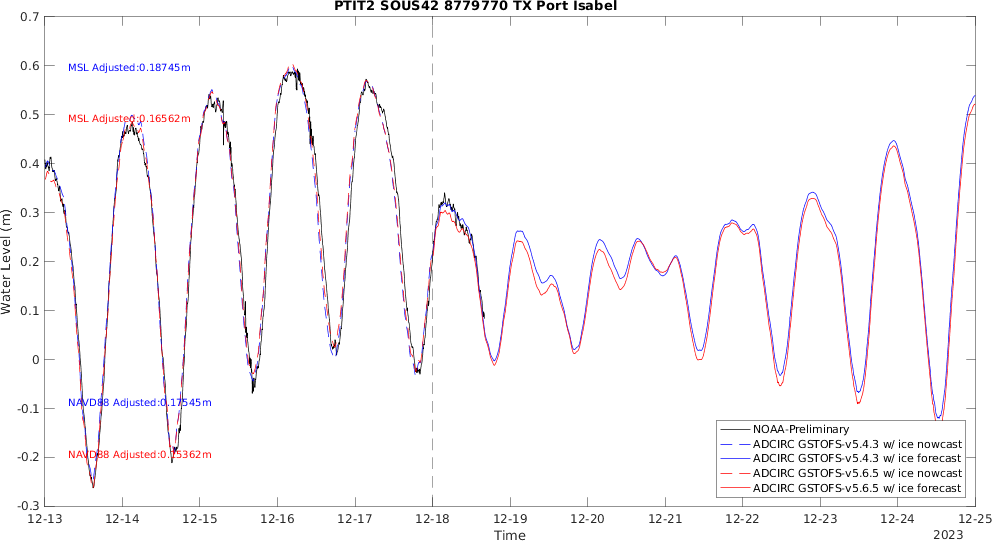 PTIT2 SOUS42 8779770 TX Port Isabel
0.7
0.6
0.5
0.4
0.3
0.2
0.1
0
-0.1
-0.2
-0.3
Water Level (m)
MSL Adjusted:0.18745m
MSL Adjusted:0.16562m
NAVD88 Adjusted:0.17545m
NAVD88 Adjusted:0.15362m
NOAA-Preliminary
ADCIRC GSTOFS-v5.4.3 w/ ice nowcast
ADCIRC GSTOFS-v5.4.3 w/ ice forecast
ADCIRC GSTOFS-v5.6.5 w/ ice nowcast
ADCIRC GSTOFS-v5.6.5 w/ ice forecast
12-13 12-14 12-15 12-16 12-17 12-18 12-19 12-20 12-21 12-22 12-23 12-24 12-25
Time
2023